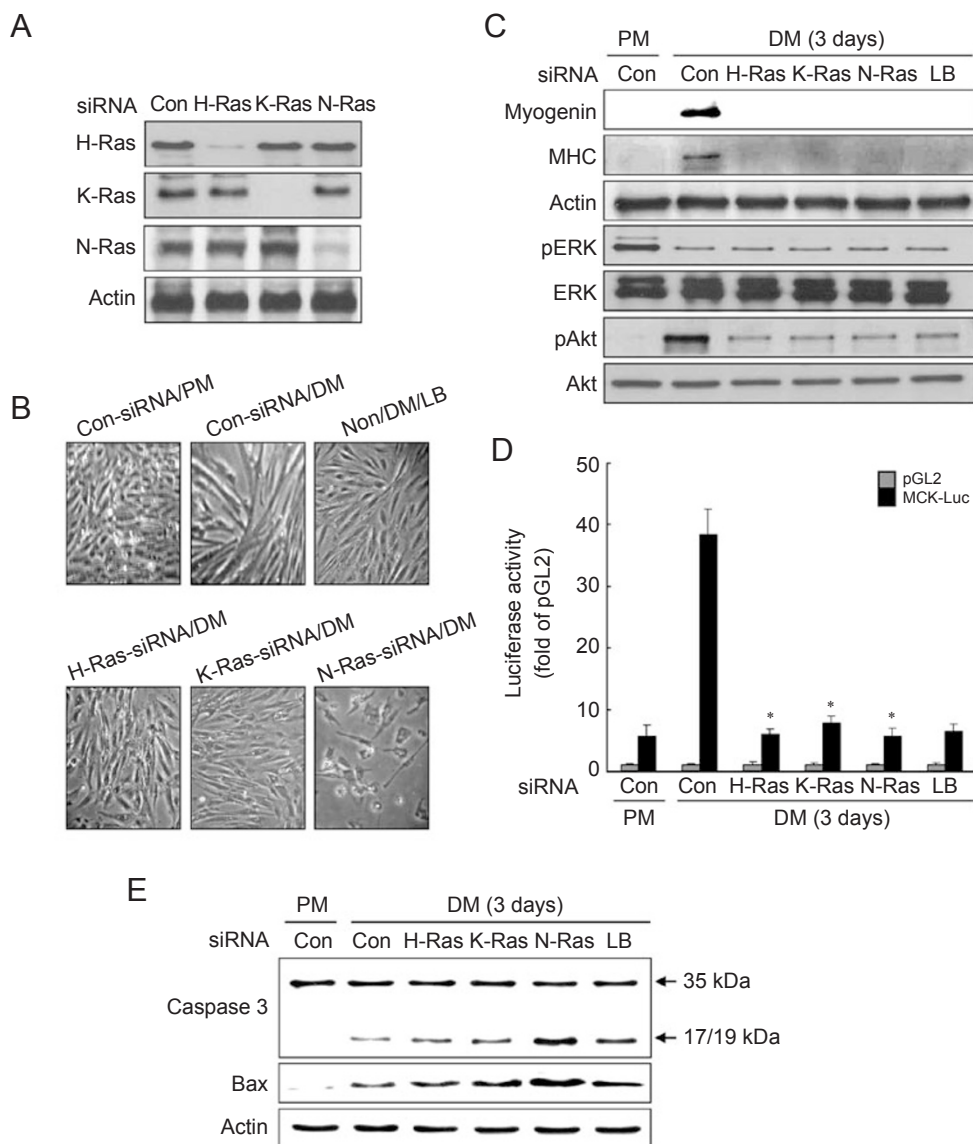 A
siRNA Con H-Ras K-Ras N-Ras
H-Ras
K-Ras
N-Ras
Actin
B
Con-siRNA/PM Con-siRNA/DM Non/DM/LB
H-Ras-siRNA/DM K-Ras-siRNA/DM N-Ras-siRNA/DM
C
PM DM (3 days)
siRNA Con Con H-Ras K-Ras N-Ras LB
Myogenin
MHC
Actin
pERK
ERK
pAkt
Akt
D
50
40
30
20
10
0
Luciferase activity
(fold of pGL2)
pGL2
MCK-Luc
* * *
siRNA Con Con H-Ras K-Ras N-Ras LB
PM DM (3 days)
E
PM DM (3 days)
siRNA Con Con H-Ras K-Ras N-Ras LB
Caspase 3
35 kDa
17/19 kDa
Bax
Actin